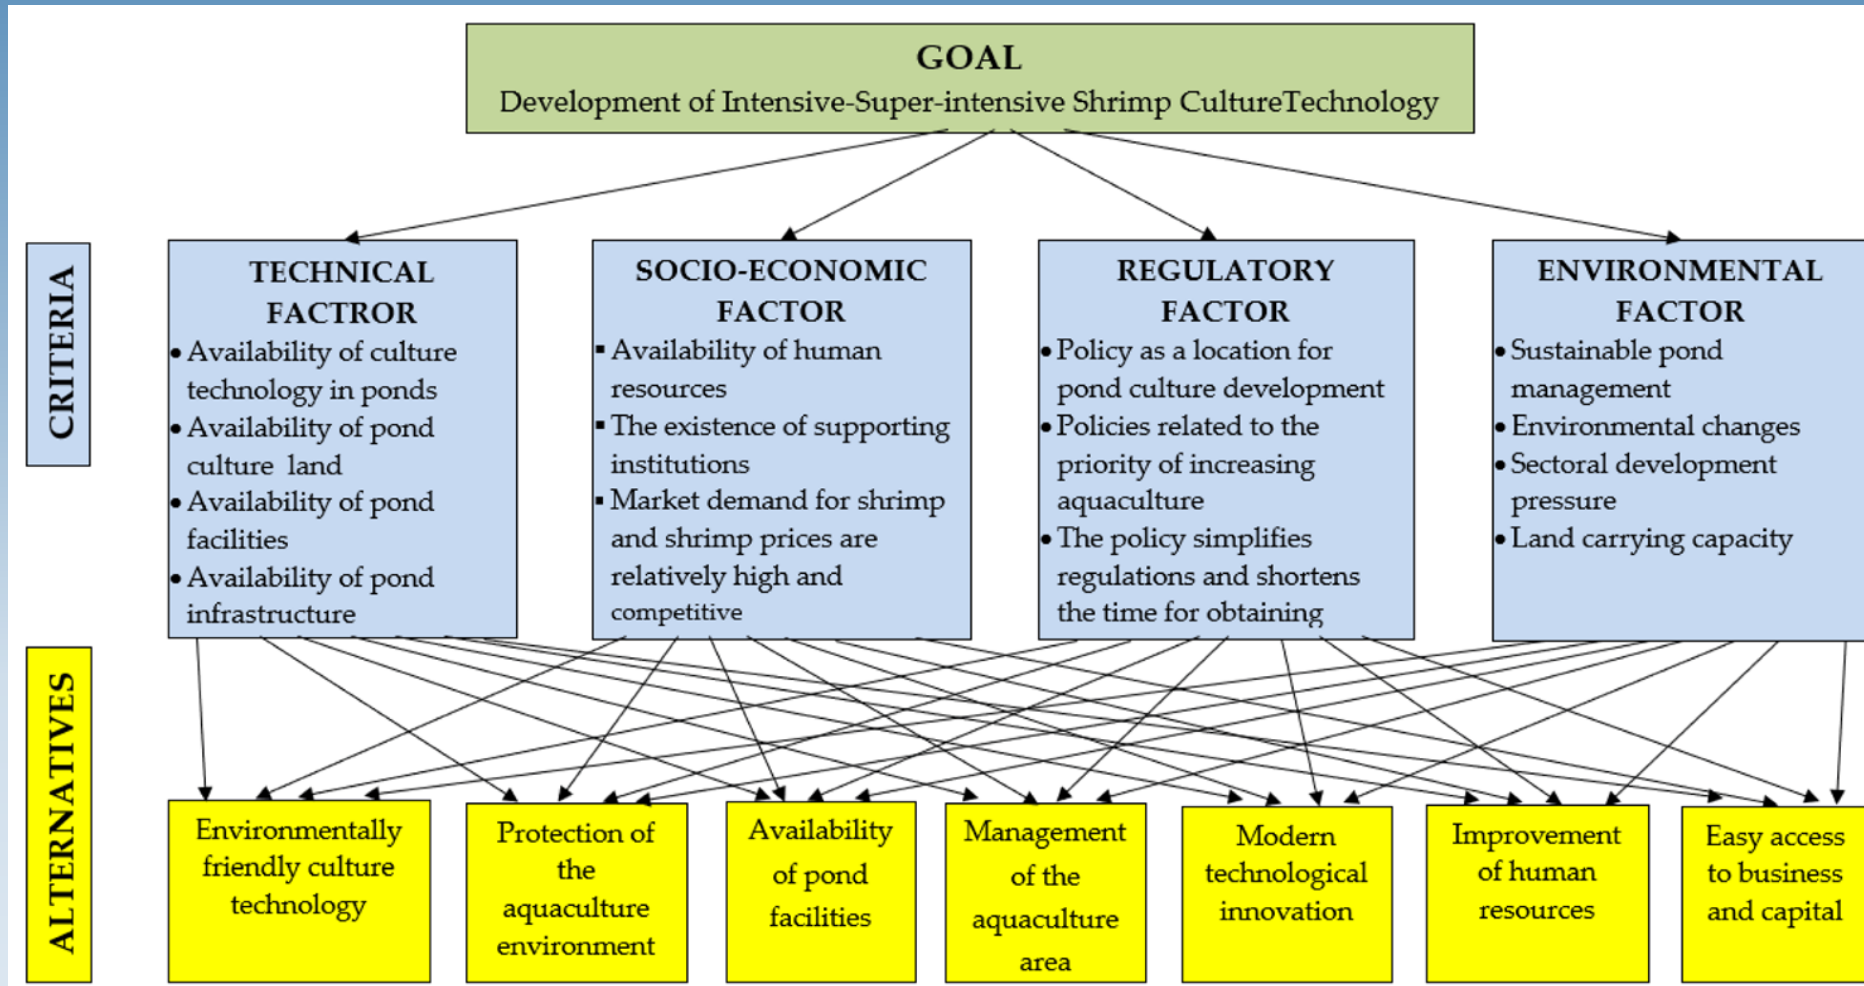 GOAL
Development of Intensive-Super-intensive Shrimp CultureTechnology
CRITERIA
TECHNICAL
FACTROR
• Availability of culture
technology in ponds
• Availability of pond
culture land
• Availability of pond
facilities
• Availability of pond
infrastructure
SOCIO-ECONOMIC
FACTOR
▪ Availability of human
resources
▪ The existence of supporting
institutions
▪ Market demand for shrimp
and shrimp prices are
relatively high and
competitive
REGULATORY
FACTOR
• Policy as a location for
pond culture development
• Policies related to the
priority of increasing
aquaculture
• The policy simplifies
regulations and shortens
the time for obtaining
ENVIRONMENTAL
FACTOR
• Sustainable pond
management
• Environmental changes
• Sectoral development
pressure
• Land carrying capacity
ALTERNATIVES
Environmentally
friendly culture
technology
Protection of
the
aquaculture
environment
Availability
of pond
facilities
Management
of the
aquaculture
area
Modern
technological
innovation
Improvement
of human
resources
Easy access
to business
and capital